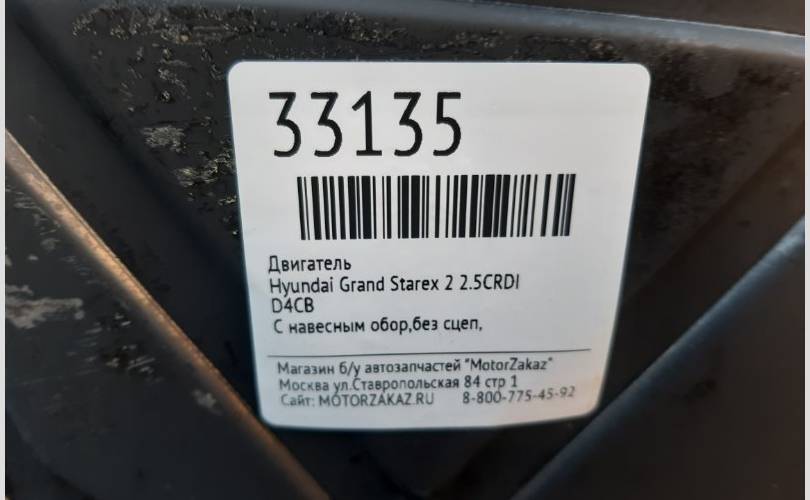 33135
Двигатель
Hyundai Grand Starex 2 2.5CRDI
D4CB
С навесным обор,без сцеп,
Магазин б/у автозапчастей "MotorZakaz"
Москва ул.Ставропольская 84 стр 1
Сайт: MOTORZAKAZ.RU 8-800-775-45-92